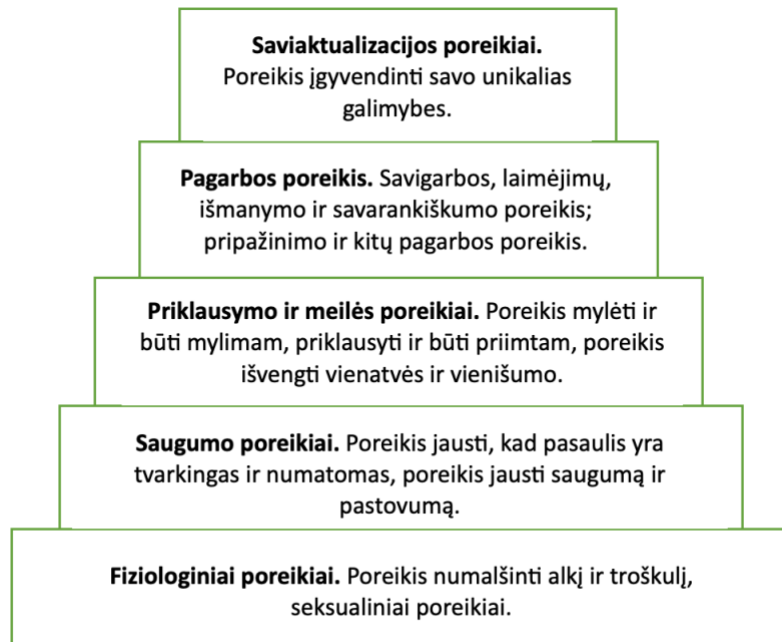 Saviaktualizacijos poreikiai.
Poreikis įgyvendinti savo unikalias
galimybes.
Pagarbos poreikis. Savigarbos, laimėjimų,
išmanymo ir savarankiškumo poreikis;
pripažinimo ir kitų pagarbos poreikis.
Priklausymo ir meilės poreikiai. Poreikis mylėti ir
būti mylimam, priklausyti ir būti priimtam, poreikis
išvengti vienatvės ir vienišumo.
Saugumo poreikiai. Poreikis jausti, kad pasaulis yra
tvarkingas ir numatomas, poreikis jausti saugumą ir
pastovumą.
Fiziologiniai poreikiai. Poreikis numalšinti alkį ir troškulį,
seksualiniai poreikiai.